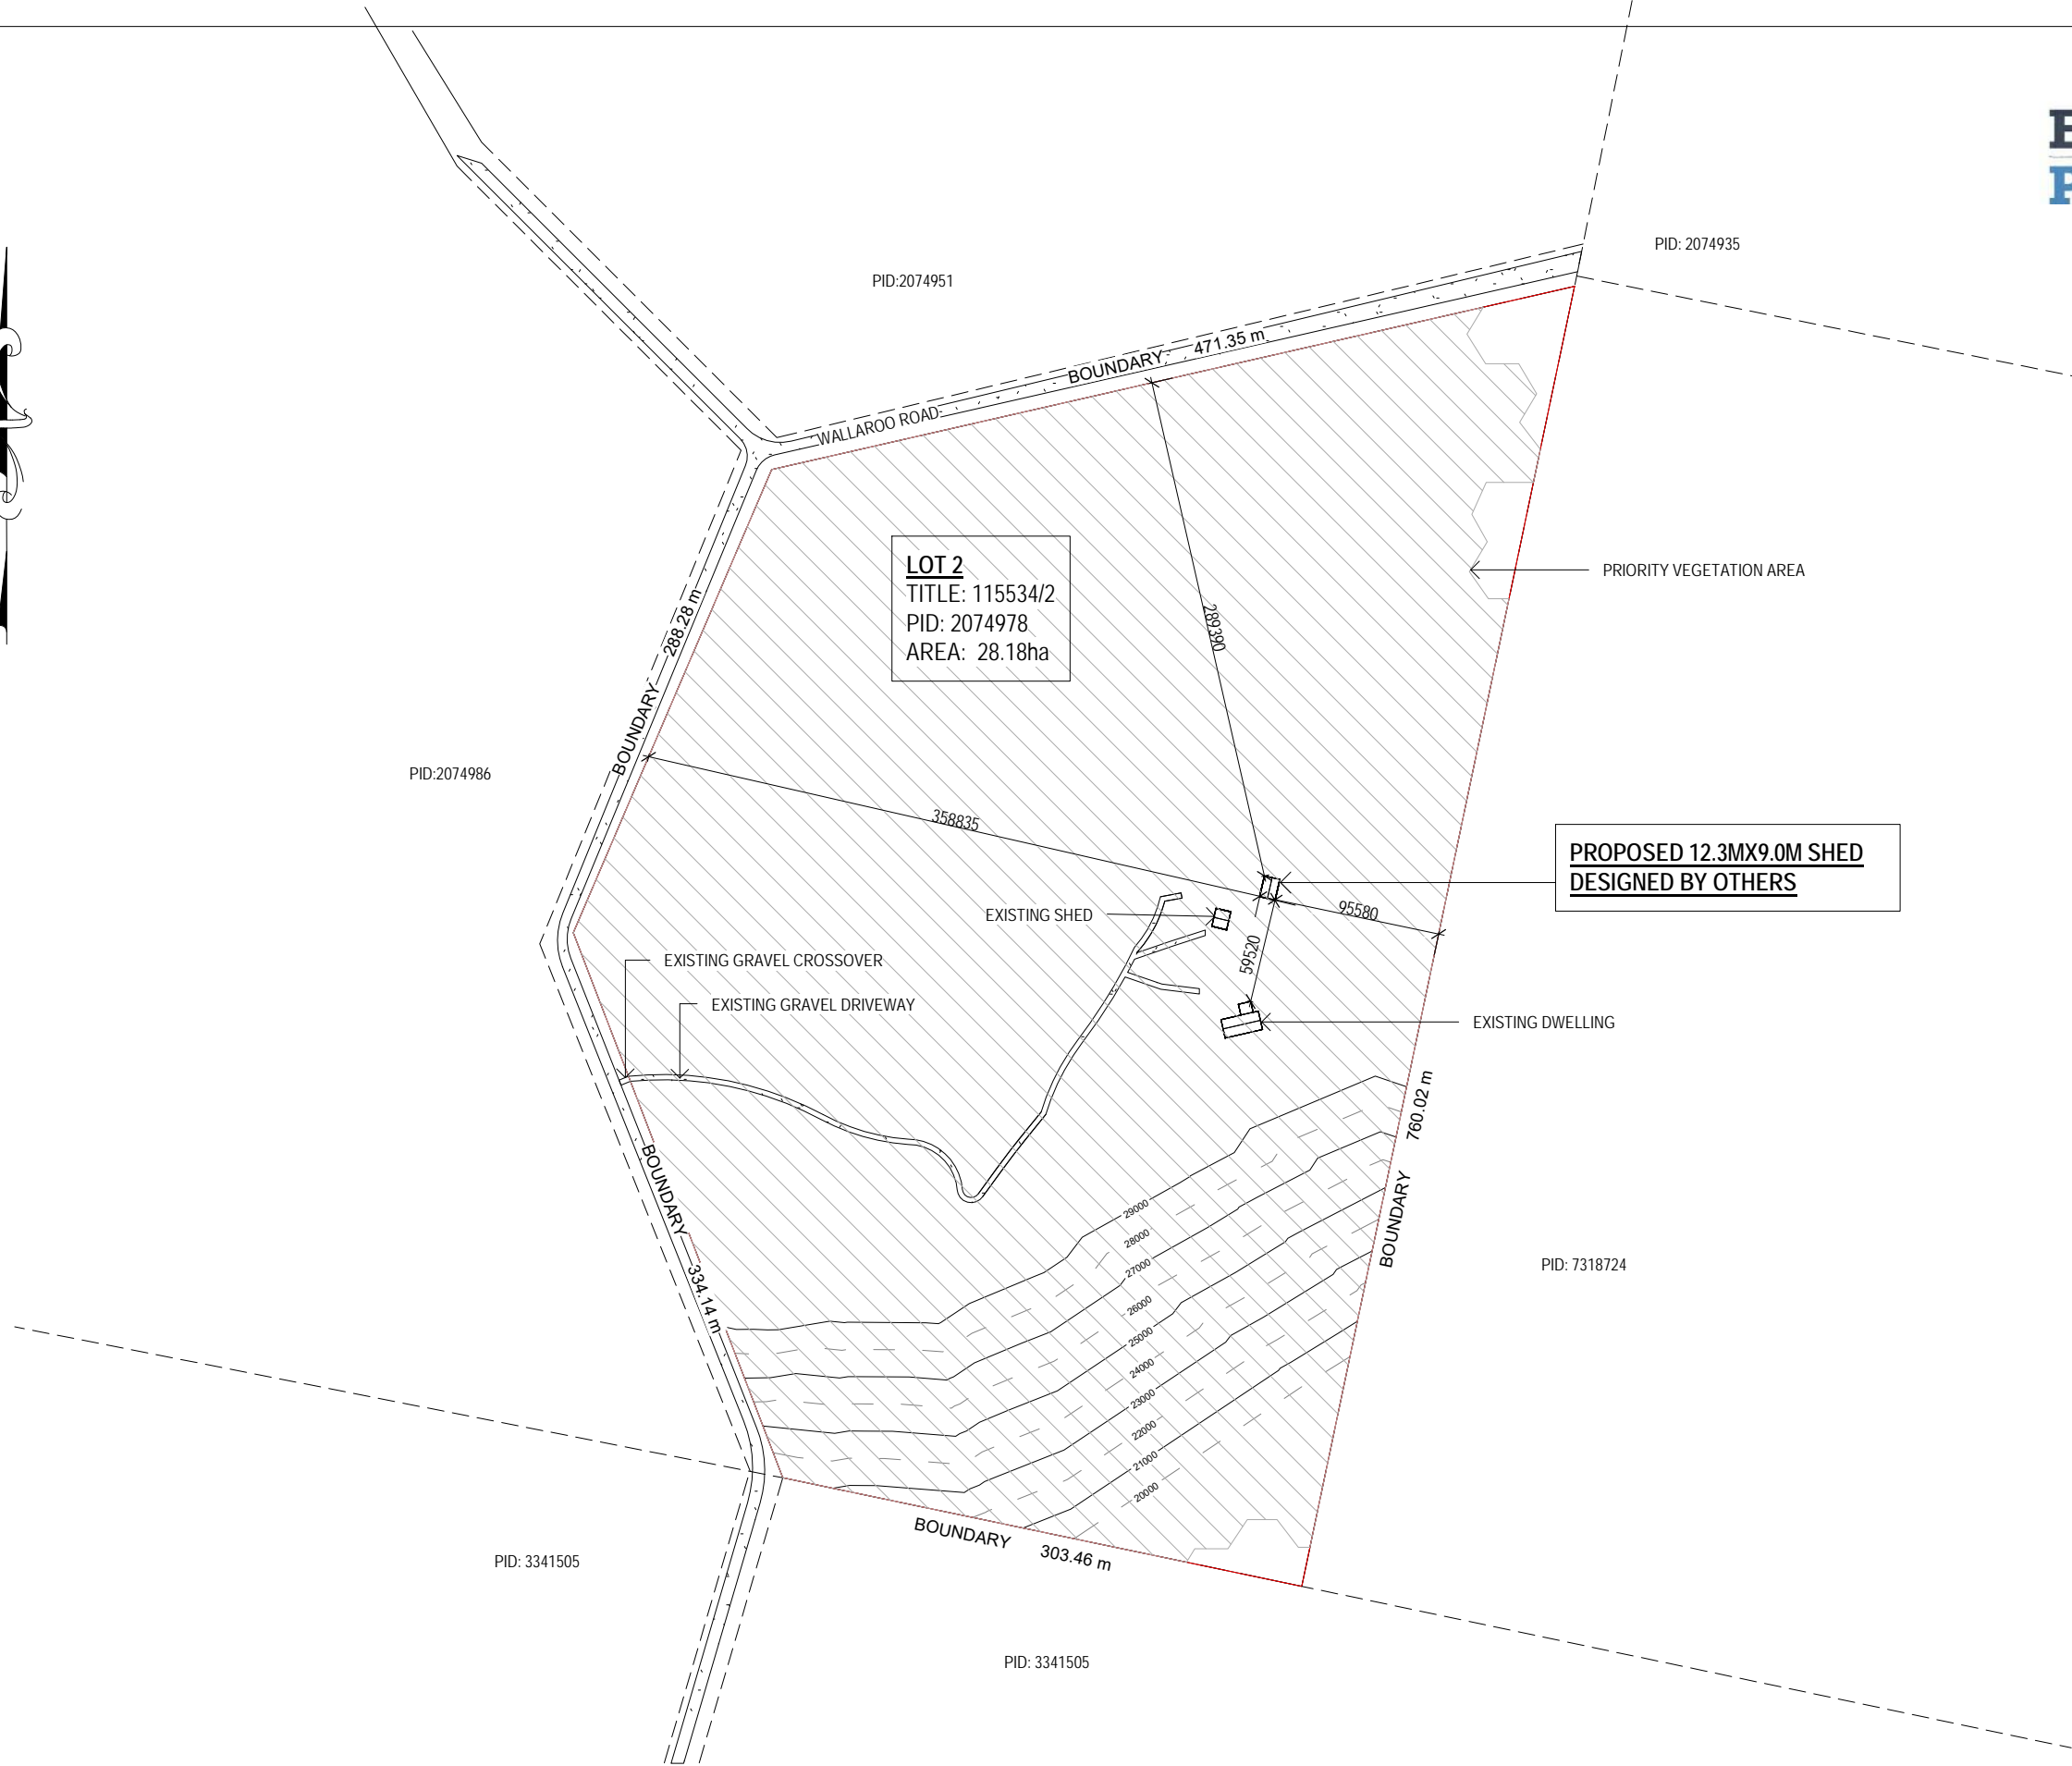 PID: 2074935
PID:2074951
BOUNDARY 471.35 m
WALLAROO ROAD
LOT 2
TITLE: 115534/2
PID: 2074978
AREA: 28.18ha
PRIORITY VEGETATION AREA
289390
288.28 m
BOUNDARY
PID:2074986
358835
PROPOSED 12.3MX9.0M SHED
DESIGNED BY OTHERS
95580
EXISTING SHED
59520
EXISTING GRAVEL CROSSOVER
EXISTING GRAVEL DRIVEWAY
EXISTING DWELLING
760.02 m
BOUNDARY
BOUNDARY
334.14 m
29000
28000
27000
26000
25000
24000
23000
22000
21000
20000
PID: 7318724
BOUNDARY 303.46 m
PID: 3341505
PID: 3341505